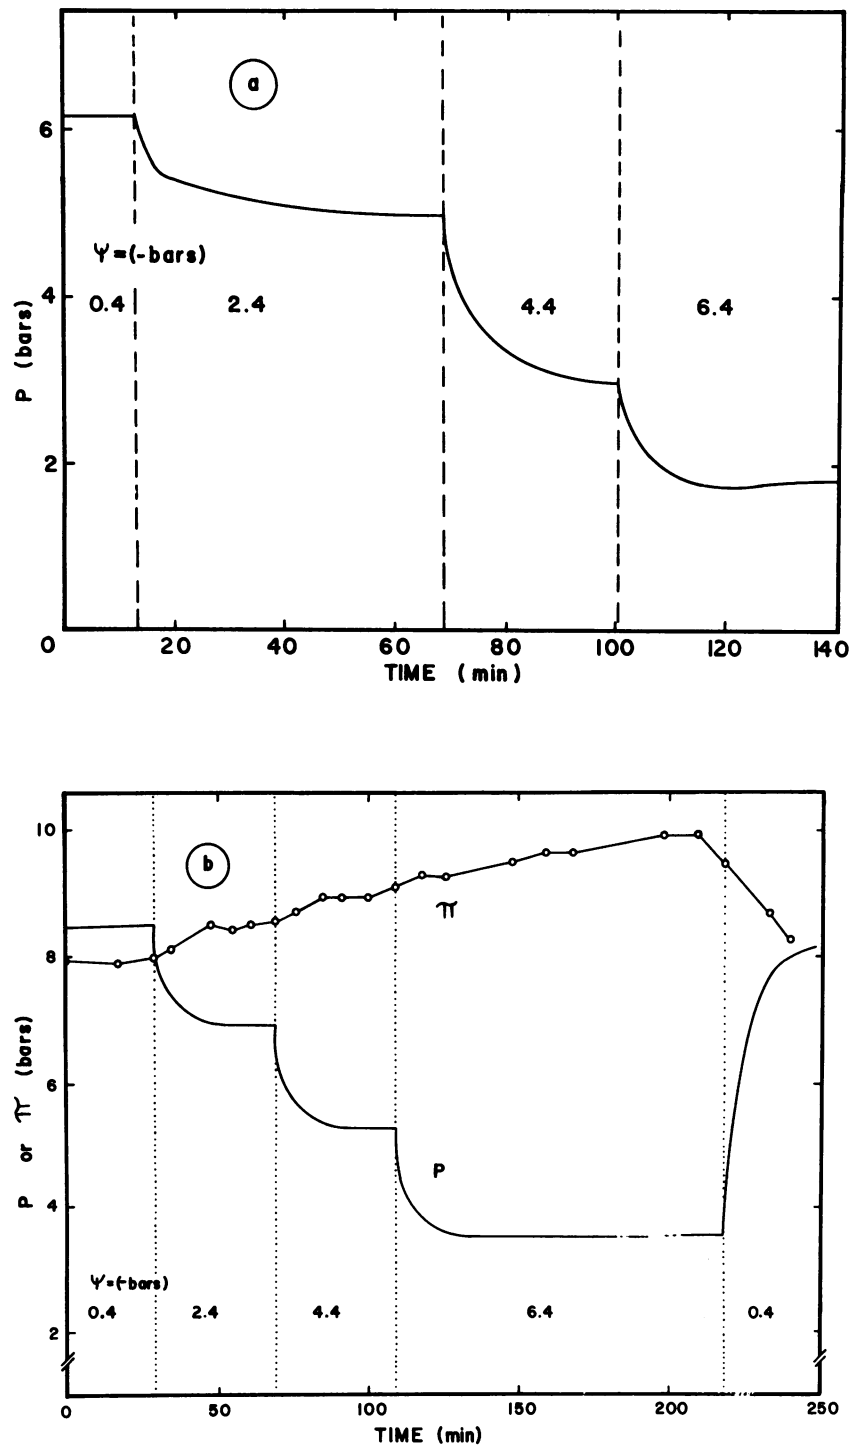 a
6
Ψ=(-bars)
4
0.4 2.4 4.4 6.4
P (bars)
2
0 20 40 60 80 100 120 140
TIME (min)
10
b
π
8
P or π (bars)
6
P
4
Ψ=(-bars)
0.4 2.4 4.4 6.4 0.4
2
0 50 100 150 200 250
TIME (min)